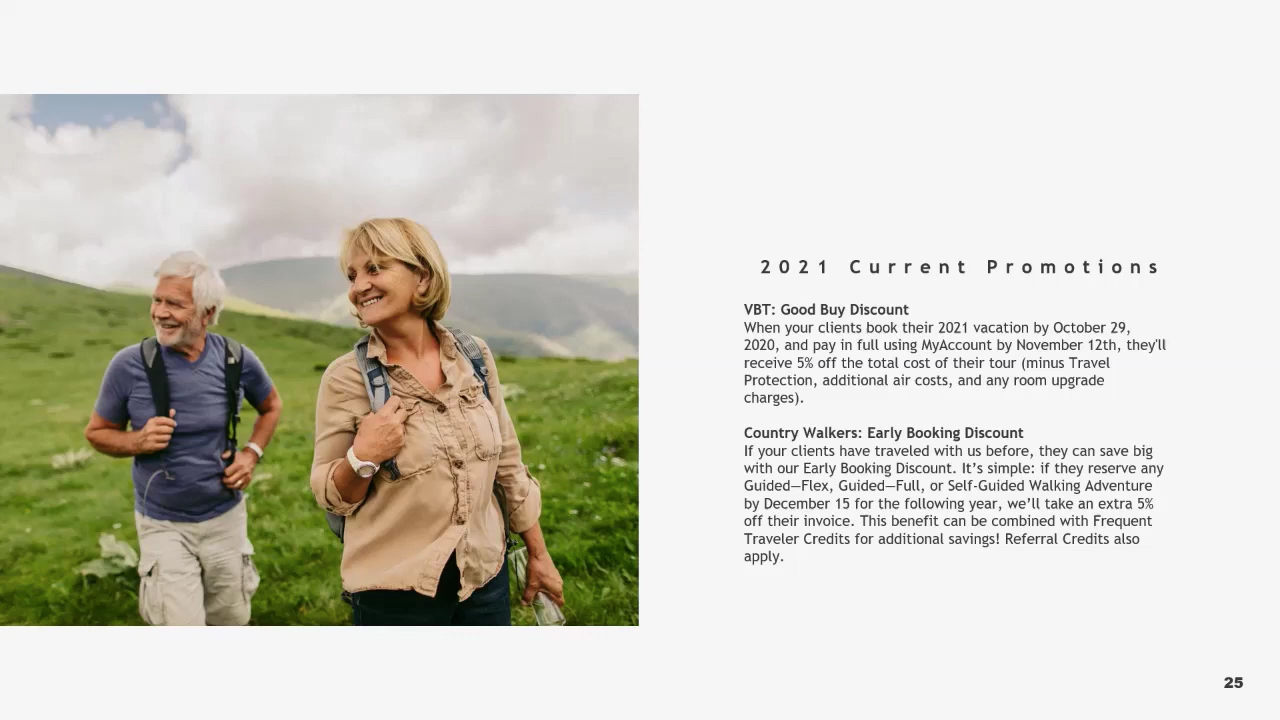 2021 Current Promotions
VBT: Good Buy Discount
When your clients book their 2021 vacation by October 29,
2020, and pay in full using MyAccount by November 12th, they'll
receive 5% off the total cost of their tour (minus Travel
Protection, additional air costs, and any room upgrade
charges).
Country Walkers: Early Booking Discount
If your clients have traveled with us before, they can save big
with our Early Booking Discount. It’s simple: if they reserve any
Guided—Flex, Guided—Full, or Self-Guided Walking Adventure
by December 15 for the following year, we’ll take an extra 5%
off their invoice. This benefit can be combined with Frequent
Traveler Credits for additional savings! Referral Credits also
apply.
25